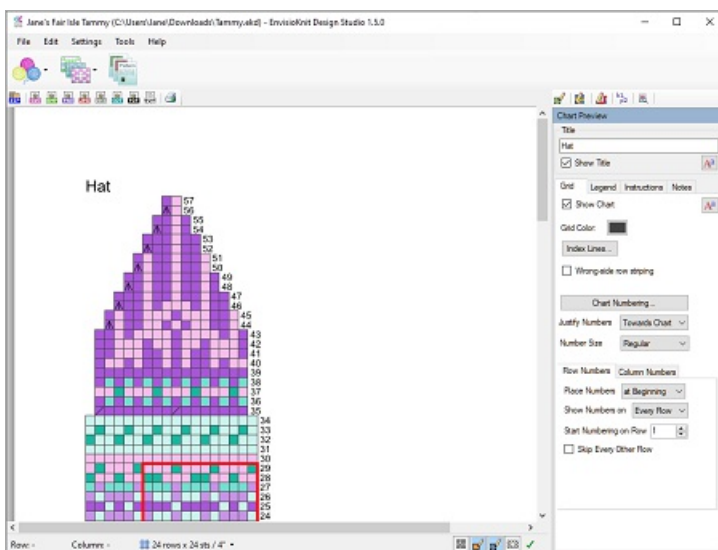 Jane's Fair Isle Tammy (C:\Users\Jane\Downloads\Tammy.ekd) - EnvisioKnit Design Studio 1.5.0
File Edit Settings Tools Help
Chart Preview
Title
Hat
Show Title
Grid Legend Instructions Notes
Show Chart
Grid Color:
Index Lines...
Wrong-side row striping
Chart Numbering...
Justify Numbers Towards Chart
Number Size Regular
Row Numbers Column Numbers
Place Numbers at Beginning
Show Numbers on Every Row
Start Numbering on Row 1
Skip Every Other Row
Hat
57
56
55
54
53
52
51
50
49
48
47
46
45
44
43
42
41
40
39
38
37
36
35
34
33
32
31
30
29
28
27
26
25
24
Row: - Column: - 24 rows x 24 sts / 4"